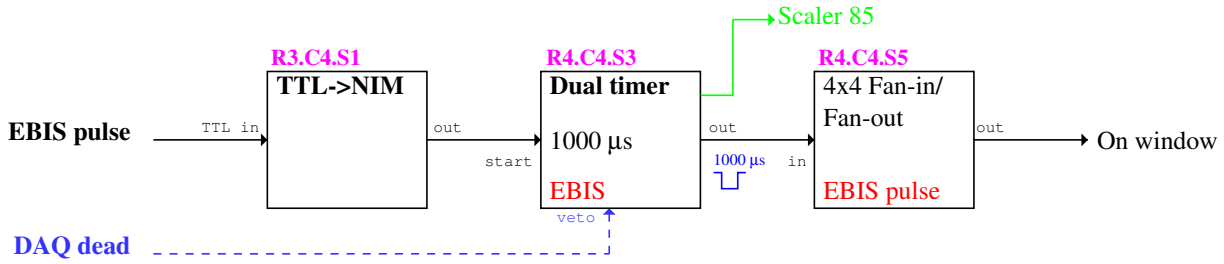 Scaler 85
R3.C4.S1
R4.C4.S3
R4.C4.S5
TTL->NIM
Dual timer
4x4 Fan-in/
Fan-out
EBIS pulse
TTL in
out
start
1000 µs
out
1000 µs
in
out
On window
EBIS
EBIS pulse
veto
DAQ dead